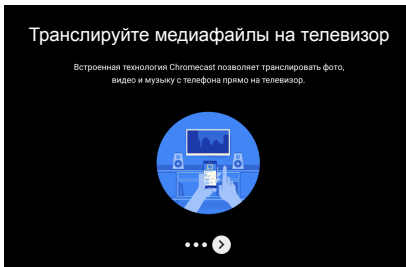 Транслируйте медиафайлы на телевизор
Встроенная технология Chromecast позволяет транслировать фото,
видео и музыку с телефона прямо на телевизор.